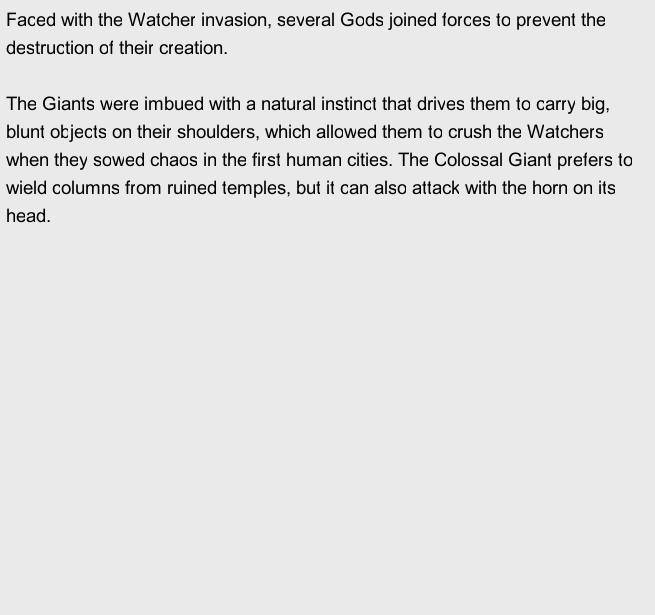 Faced with the Watcher invasion, several Gods joined forces to prevent the
destruction of their creation.
The Giants were imbued with a natural instinct that drives them to carry big,
blunt objects on their shoulders, which allowed them to crush the Watchers
when they sowed chaos in the first human cities. The Colossal Giant prefers to
wield columns from ruined temples, but it can also attack with the horn on its
head.